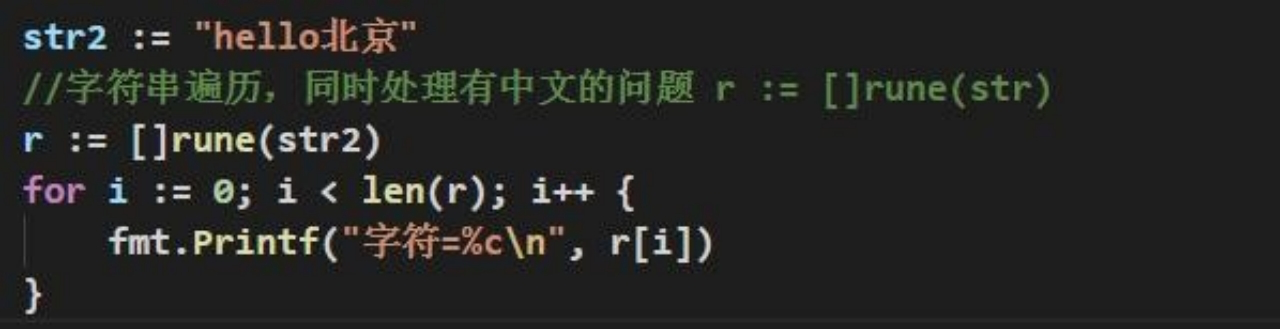 str2 := "hello北京"
//字符串遍历，同时处理有中文的问题 r := []rune(str)
r := []rune(str2)
for i := 0; i < len(r); i++ {
    fmt.Printf("字符=%c\n", r[i])
}